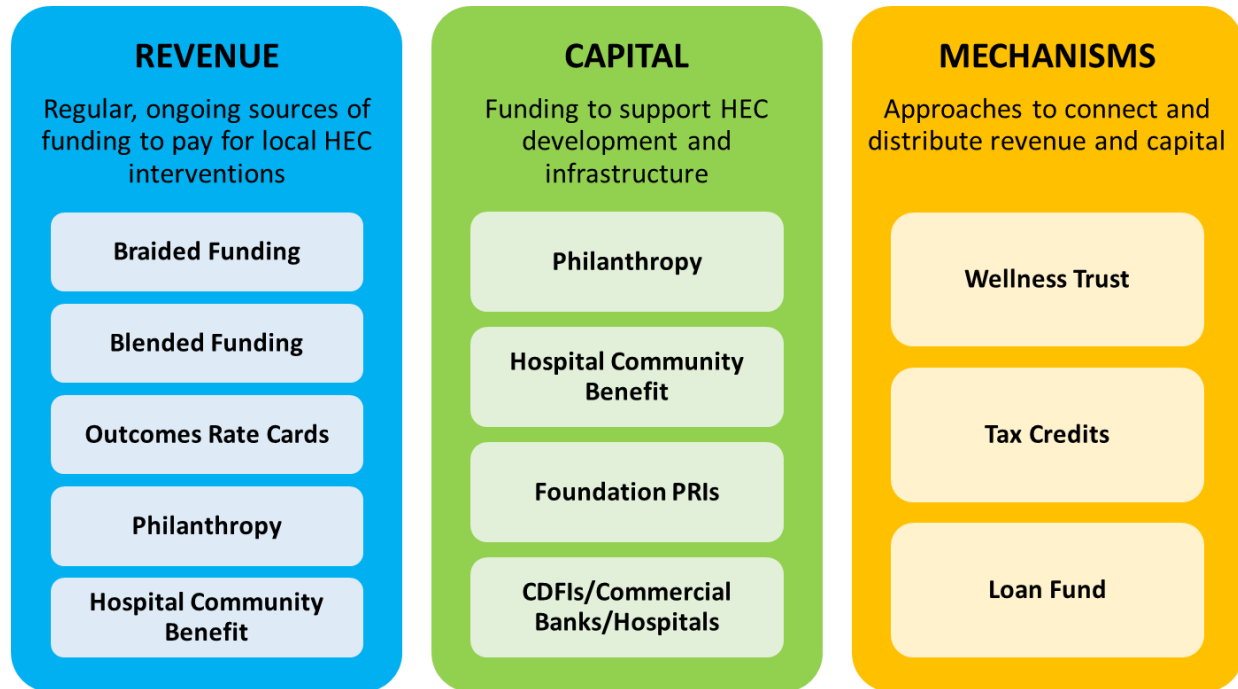 REVENUE
Regular, ongoing sources of
funding to pay for local HEC
interventions
Braided Funding
Blended Funding
Outcomes Rate Cards
Philanthropy
Hospital Community
Benefit
CAPITAL
Funding to support HEC
development and
infrastructure
Philanthropy
Hospital Community
Benefit
Foundation PRIs
CDFIs/Commercial
Banks/Hospitals
MECHANISMS
Approaches to connect and
distribute revenue and capital
Wellness Trust
Tax Credits
Loan Fund